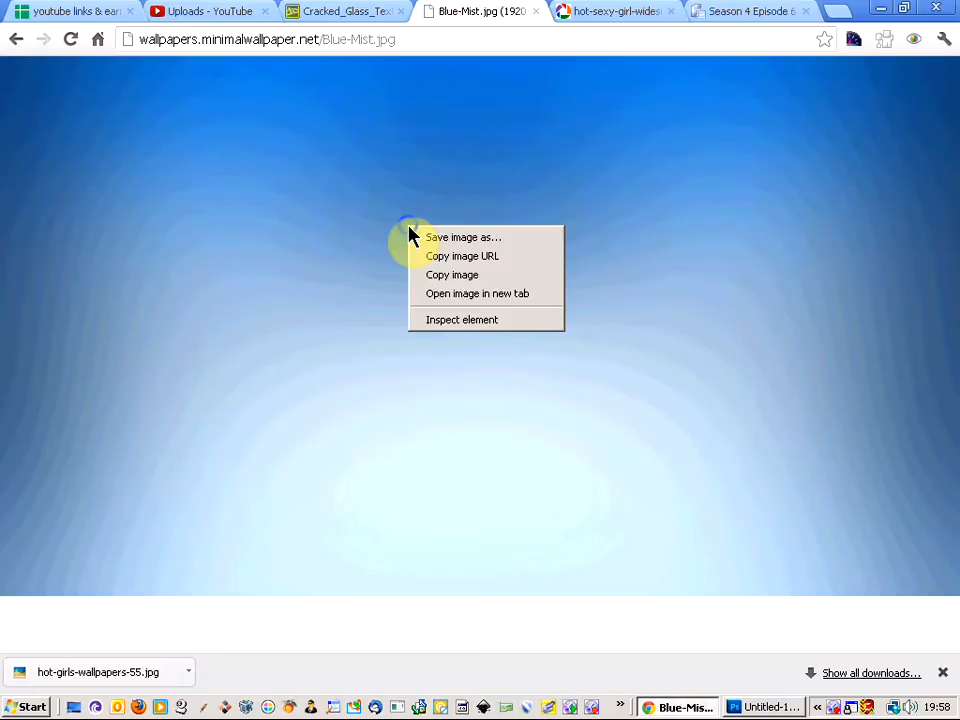 youtube links & earn
Uploads - YouTube
Cracked_Glass_Tex
Blue-Mist.jpg (1920
hot-sexy-girl-wides
Season 4 Episode 6
wallpapers.minimalwallpaper.net/Blue-Mist.jpg
Save image as...
Copy image URL
Copy image
Open image in new tab
Inspect element
hot-girls-wallpapers-55.jpg
Show all downloads...
Start
Blue-Mis...
Untitled-1...
19:58